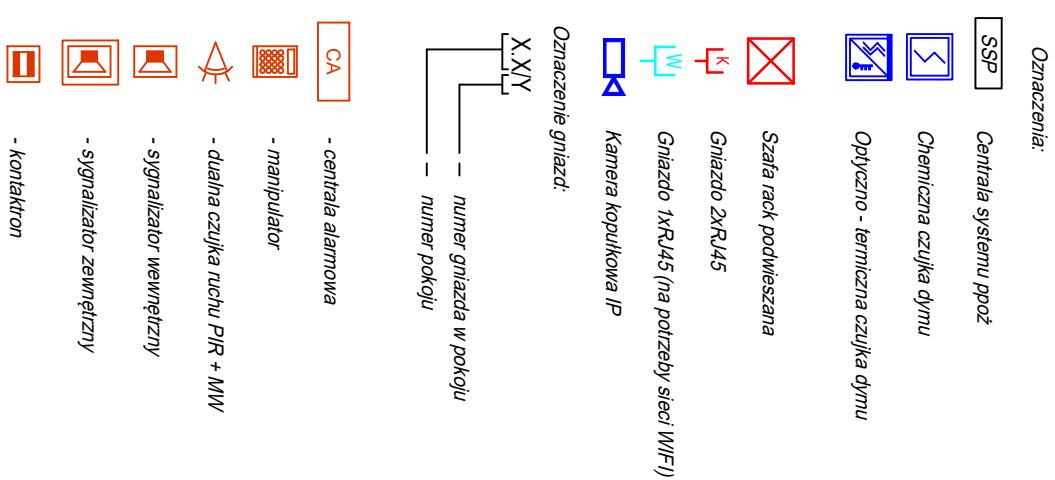 Oznaczenia:
SSP Centrala systemu ppoż
Chemiczna czujka dymu
Optyczno - termiczna czujka dymu
Szafa rack podwieszana
K Gniazdo 2xRJ45
W Gniazdo 1xRJ45 (na potrzeby sieci WIFI)
Kamera kopułkowa IP
Oznaczenie gniazd:
X.XX/Y
numer gniazda w pokoju
numer pokoju
CA - centrala alarmowa
- manipulator
- dualna czujka ruchu PIR + MW
- sygnalizator wewnętrzny
- sygnalizator zewnętrzny
- kontaktron